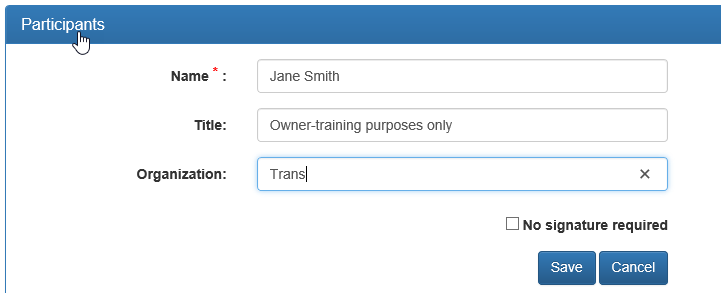 Participants
Name * : Jane Smith
Title: Owner-training purposes only
Organization: Trans
No signature required
Save Cancel